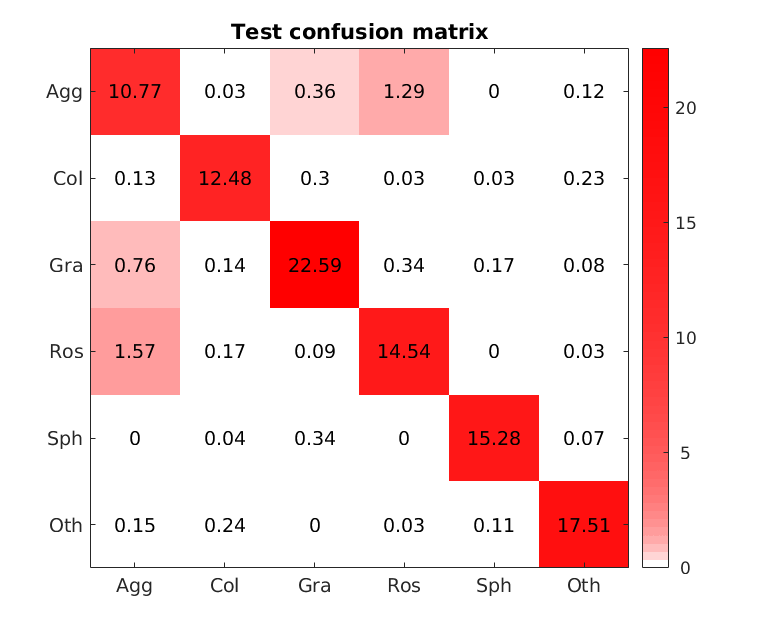 Test confusion matrix
Agg 10.77 0.03 0.36 1.29 0 0.12
Col 0.13 12.48 0.3 0.03 0.03 0.23
Gra 0.76 0.14 22.59 0.34 0.17 0.08
Ros 1.57 0.17 0.09 14.54 0 0.03
Sph 0 0.04 0.34 0 15.28 0.07
Oth 0.15 0.24 0 0.03 0.11 17.51
Agg Col Gra Ros Sph Oth
20
15
10
5
0